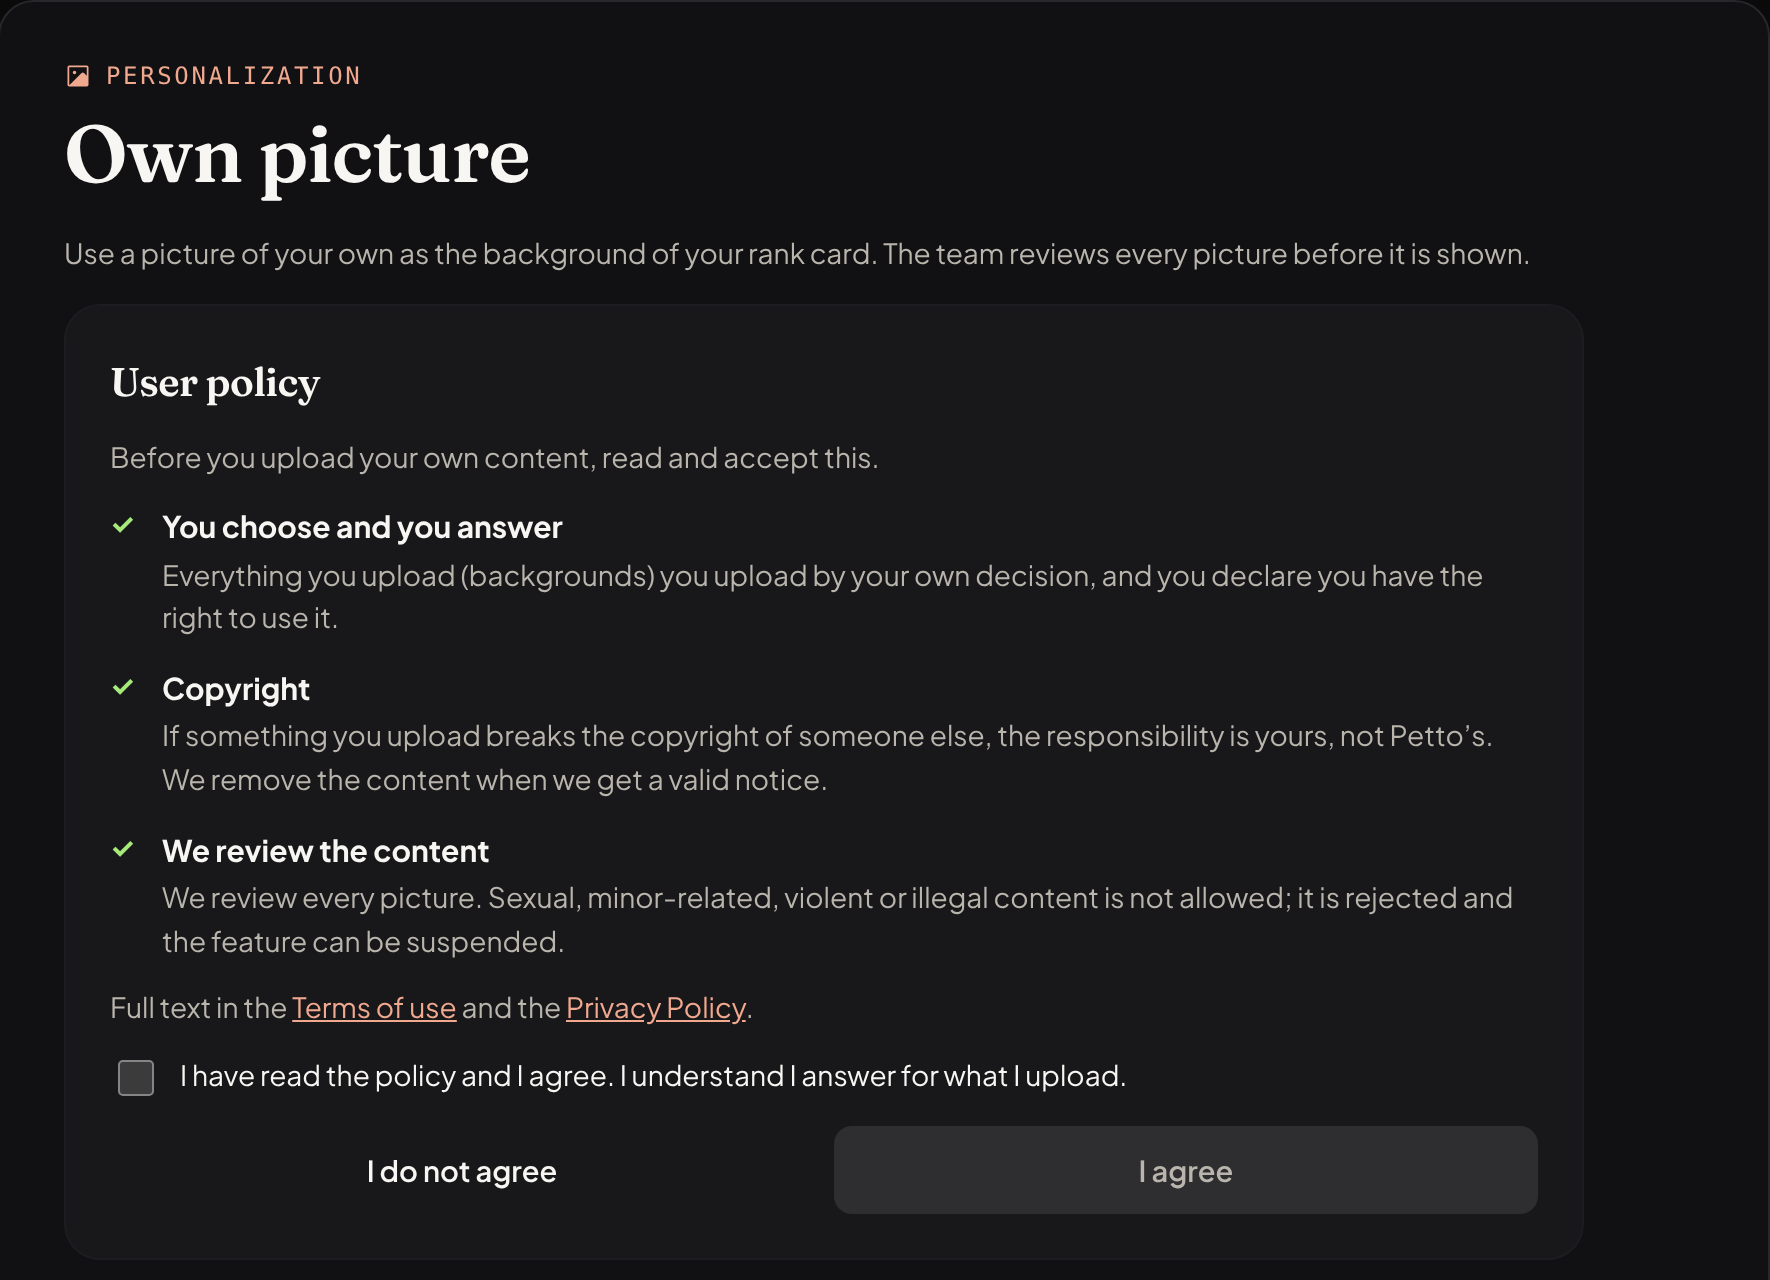 PERSONALIZATION
Own picture
Use a picture of your own as the background of your rank card. The team reviews every picture before it is shown.
User policy
Before you upload your own content, read and accept this.
You choose and you answer
Everything you upload (backgrounds) you upload by your own decision, and you declare you have the
right to use it.
Copyright
If something you upload breaks the copyright of someone else, the responsibility is yours, not Petto’s.
We remove the content when we get a valid notice.
We review the content
We review every picture. Sexual, minor-related, violent or illegal content is not allowed; it is rejected and
the feature can be suspended.
Full text in the Terms of use and the Privacy Policy.
I have read the policy and I agree. I understand I answer for what I upload.
I do not agree
I agree